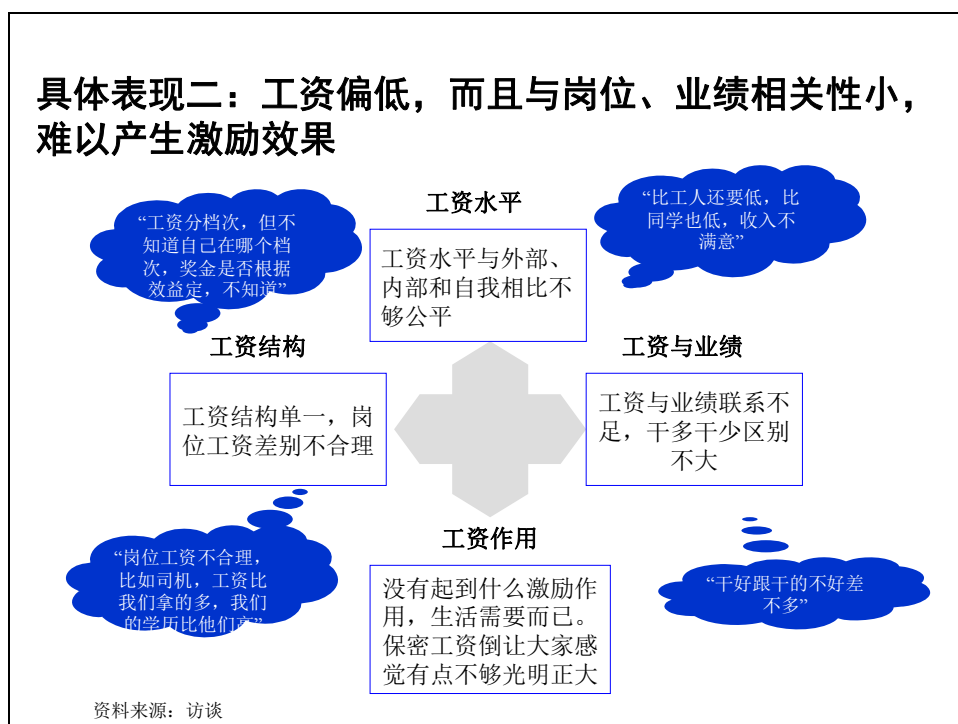 具体表现二：工资偏低，而且与岗位、业绩相关性小，
难以产生激励效果
“工资分档次，但不
知道自己在哪个档
次，奖金是否根据
效益定，不知道”
工资水平
工资水平与外部、
内部和自我相比不
够公平
“比工人还要低，比
同学也低，收入不
满意”
工资结构
工资结构单一，岗
位工资差别不合理
工资与业绩
工资与业绩联系不
足，干多干少区别
不大
“岗位工资不合理，
比如司机，工资比
我们拿的多，我们
的学历比他们高”
工资作用
没有起到什么激励作
用，生活需要而已。
保密工资倒让大家感
觉有点不够光明正大
“干好跟干的不好差
不多”
资料来源：访谈